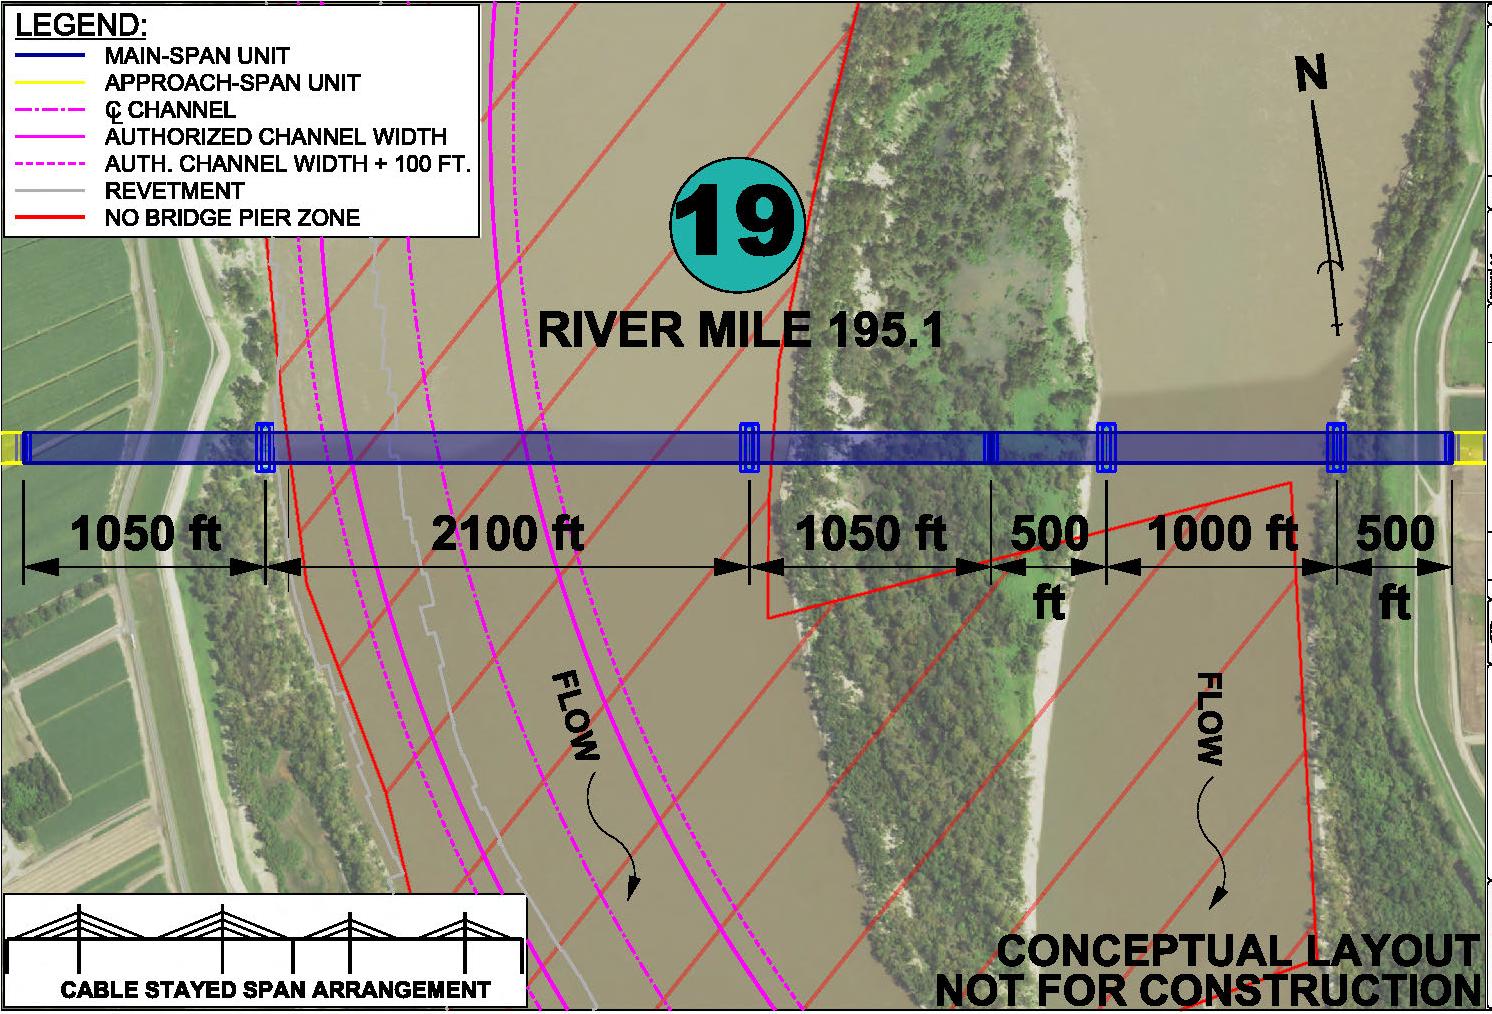 LEGEND:
MAIN-SPAN UNIT
APPROACH-SPAN UNIT
℄ CHANNEL
AUTHORIZED CHANNEL WIDTH
AUTH. CHANNEL WIDTH + 100 FT.
REVETMENT
NO BRIDGE PIER ZONE
N
19
RIVER MILE 195.1
1050 ft
2100 ft
1050 ft
500
ft
1000 ft
500
ft
FLOW
FLOW
CABLE STAYED SPAN ARRANGEMENT
CONCEPTUAL LAYOUT
NOT FOR CONSTRUCTION